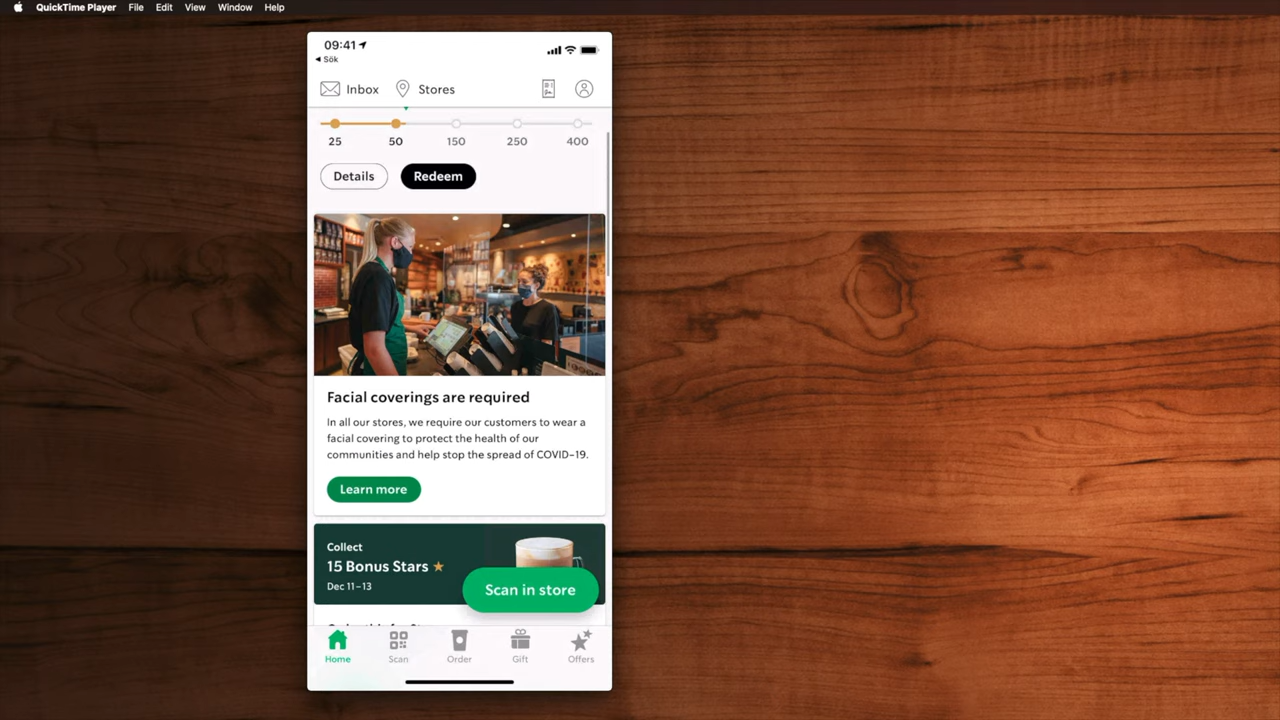 QuickTime Player File Edit View Window Help
09:41
◀ Sök
Inbox Stores
25 50 150 250 400
Details Redeem
Facial coverings are required
In all our stores, we require our customers to wear a
facial covering to protect the health of our
communities and help stop the spread of COVID-19.
Learn more
Collect
15 Bonus Stars
Dec 11–13
Scan in store
Home Scan Order Gift Offers